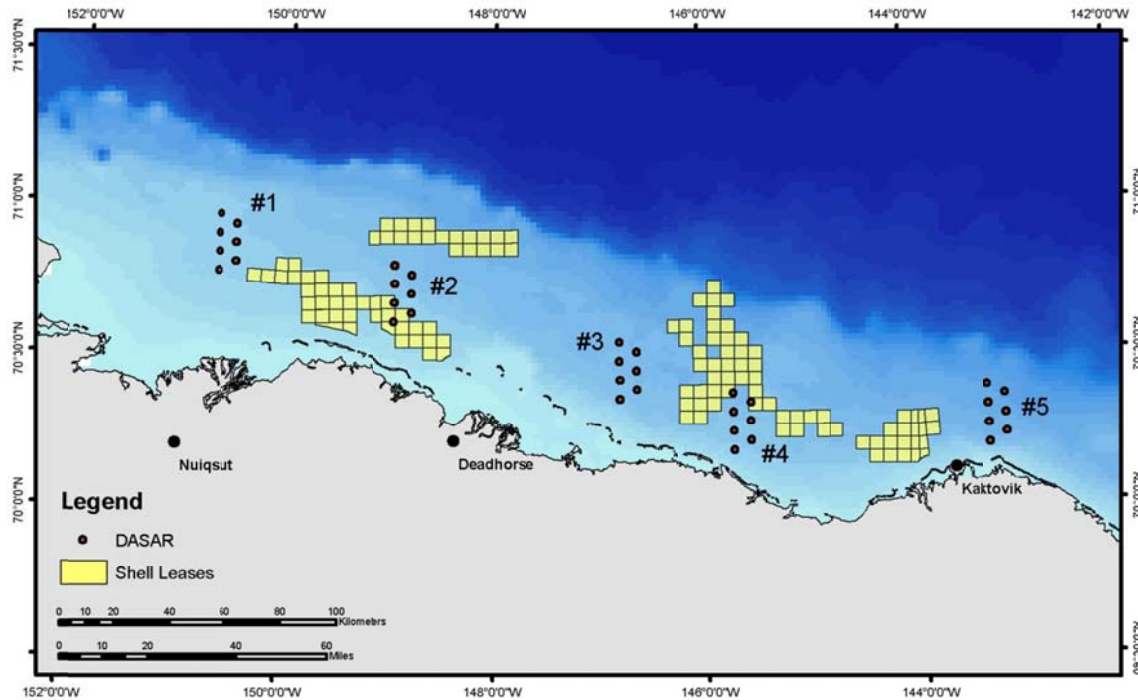 152°0'0"W 150°0'0"W 148°0'0"W 146°0'0"W 144°0'0"W 142°0'0"W
71°30'0"N
71°0'0"N
70°30'0"N
70°0'0"N
#1
#2
#3
#4
#5
Nuiqsut
Deadhorse
Kaktovik
Legend
DASAR
Shell Leases
0 10 20 40 60 80 100
Kilometers
0 10 20 40 60
Miles
152°0'0"W 150°0'0"W 148°0'0"W 146°0'0"W 144°0'0"W